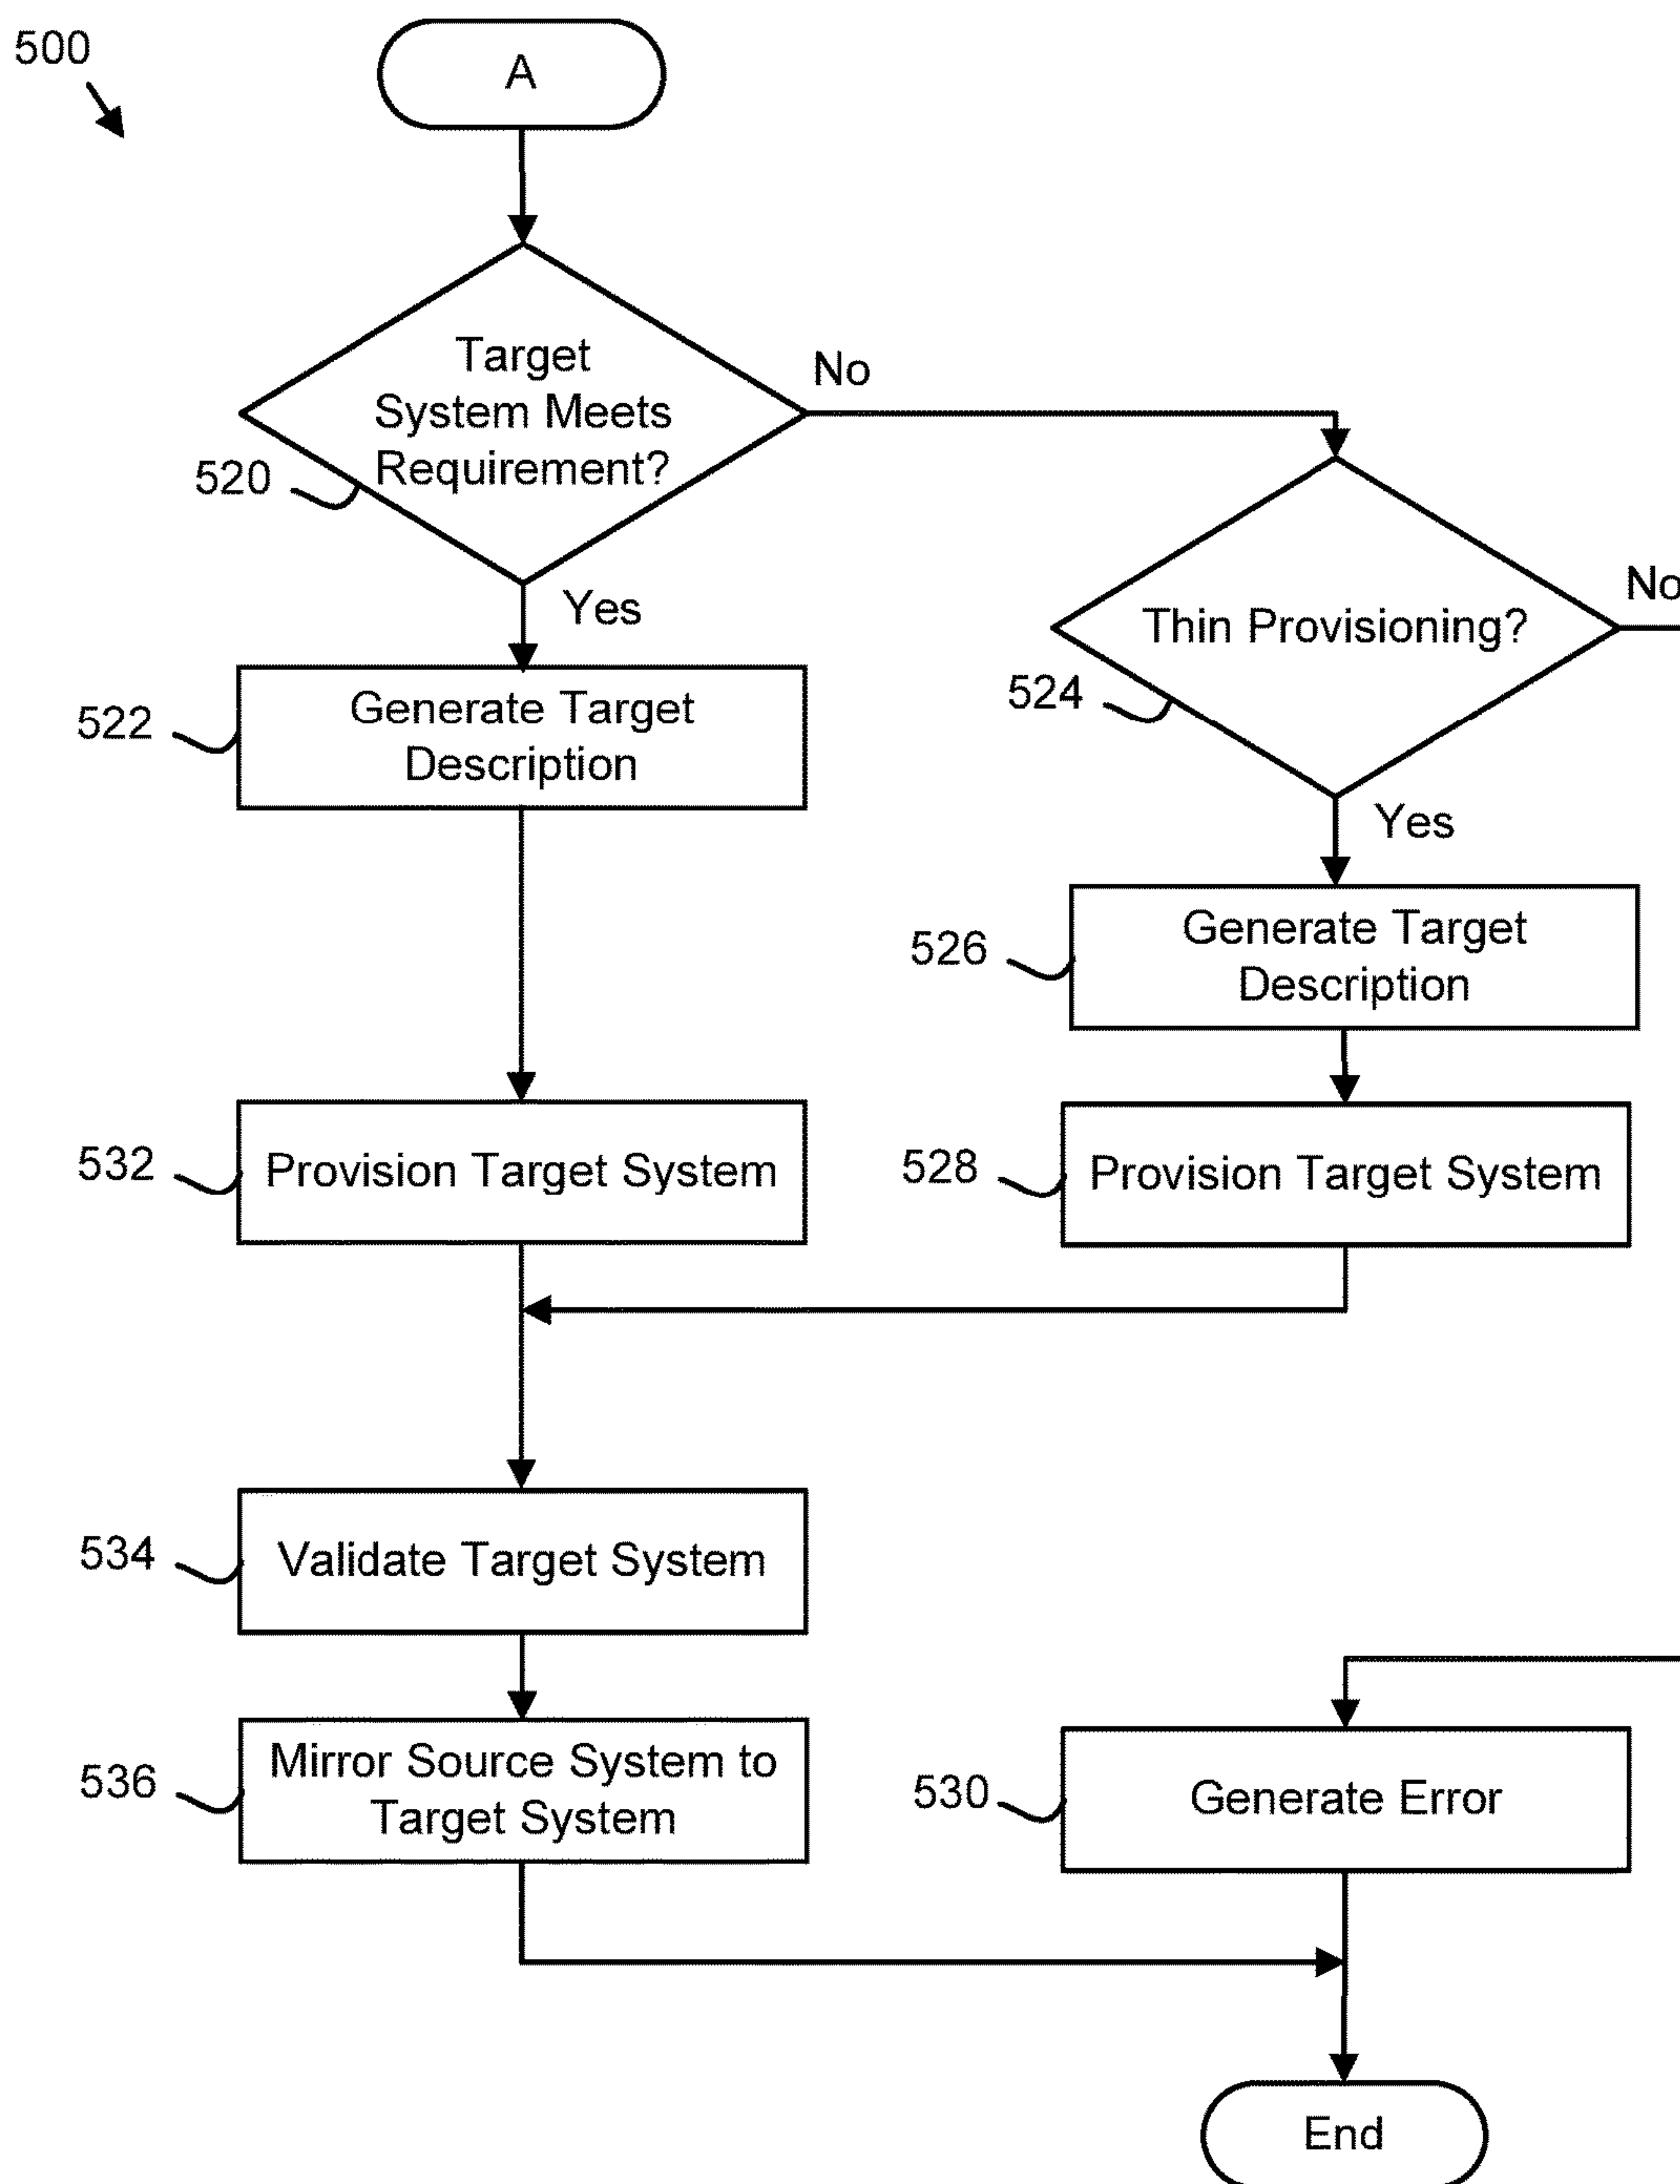 500
A
Target
System Meets
Requirement?
No
520
Yes
Thin Provisioning?
No
524
Yes
522
Generate Target
Description
526
Generate Target
Description
532
Provision Target System
528
Provision Target System
534
Validate Target System
536
Mirror Source System to
Target System
530
Generate Error
End